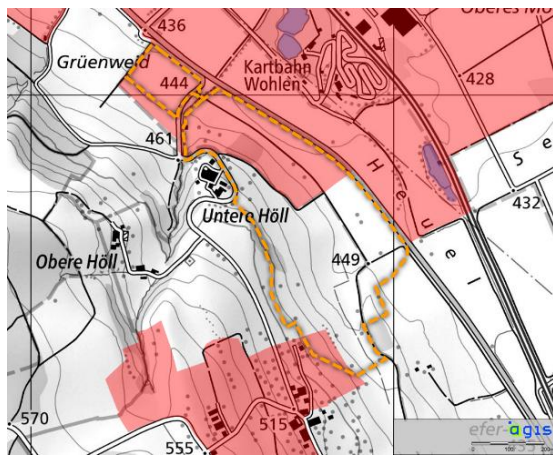 436
Oberes Mo
Grüenweid
444
Kartbahn
Wohlen
428
461
H
Se
e
Untere Höll
u
432
Obere Höll
449
e
l
570
515
555
efer-
agis